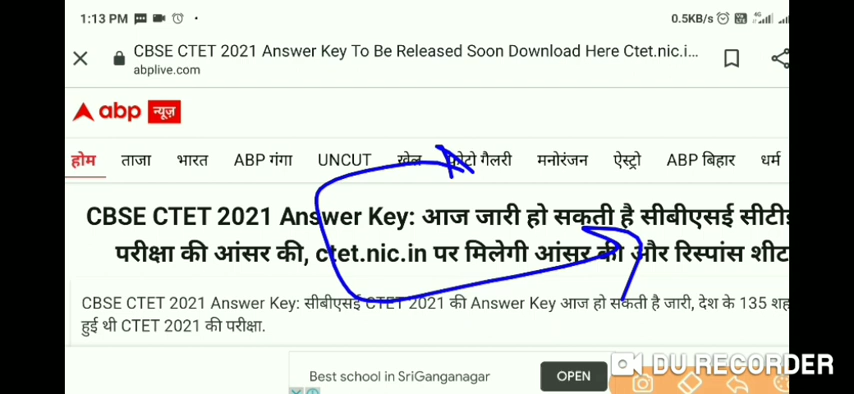 1:13 PM
0.5KB/s
4G
CBSE CTET 2021 Answer Key To Be Released Soon Download Here Ctet.nic.i...
abplive.com
abp न्यूज़
होम ताजा भारत ABP गंगा UNCUT खेल फोटो गैलरी मनोरंजन ऐस्ट्रो ABP बिहार धर्म
CBSE CTET 2021 Answer Key: आज जारी हो सकती है सीबीएसई
परीक्षा की आंसर की, ctet.nic.in पर मिलेगी आंसर की और रिस्पांस शीट
CBSE CTET 2021 Answer Key: सीबीएसई CTET 2021 की Answer Key आज हो सकती है जारी, देश के 135
हुई थी CTET 2021 की परीक्षा.
Best school in SriGanganagar
OPEN
DU RECORDER